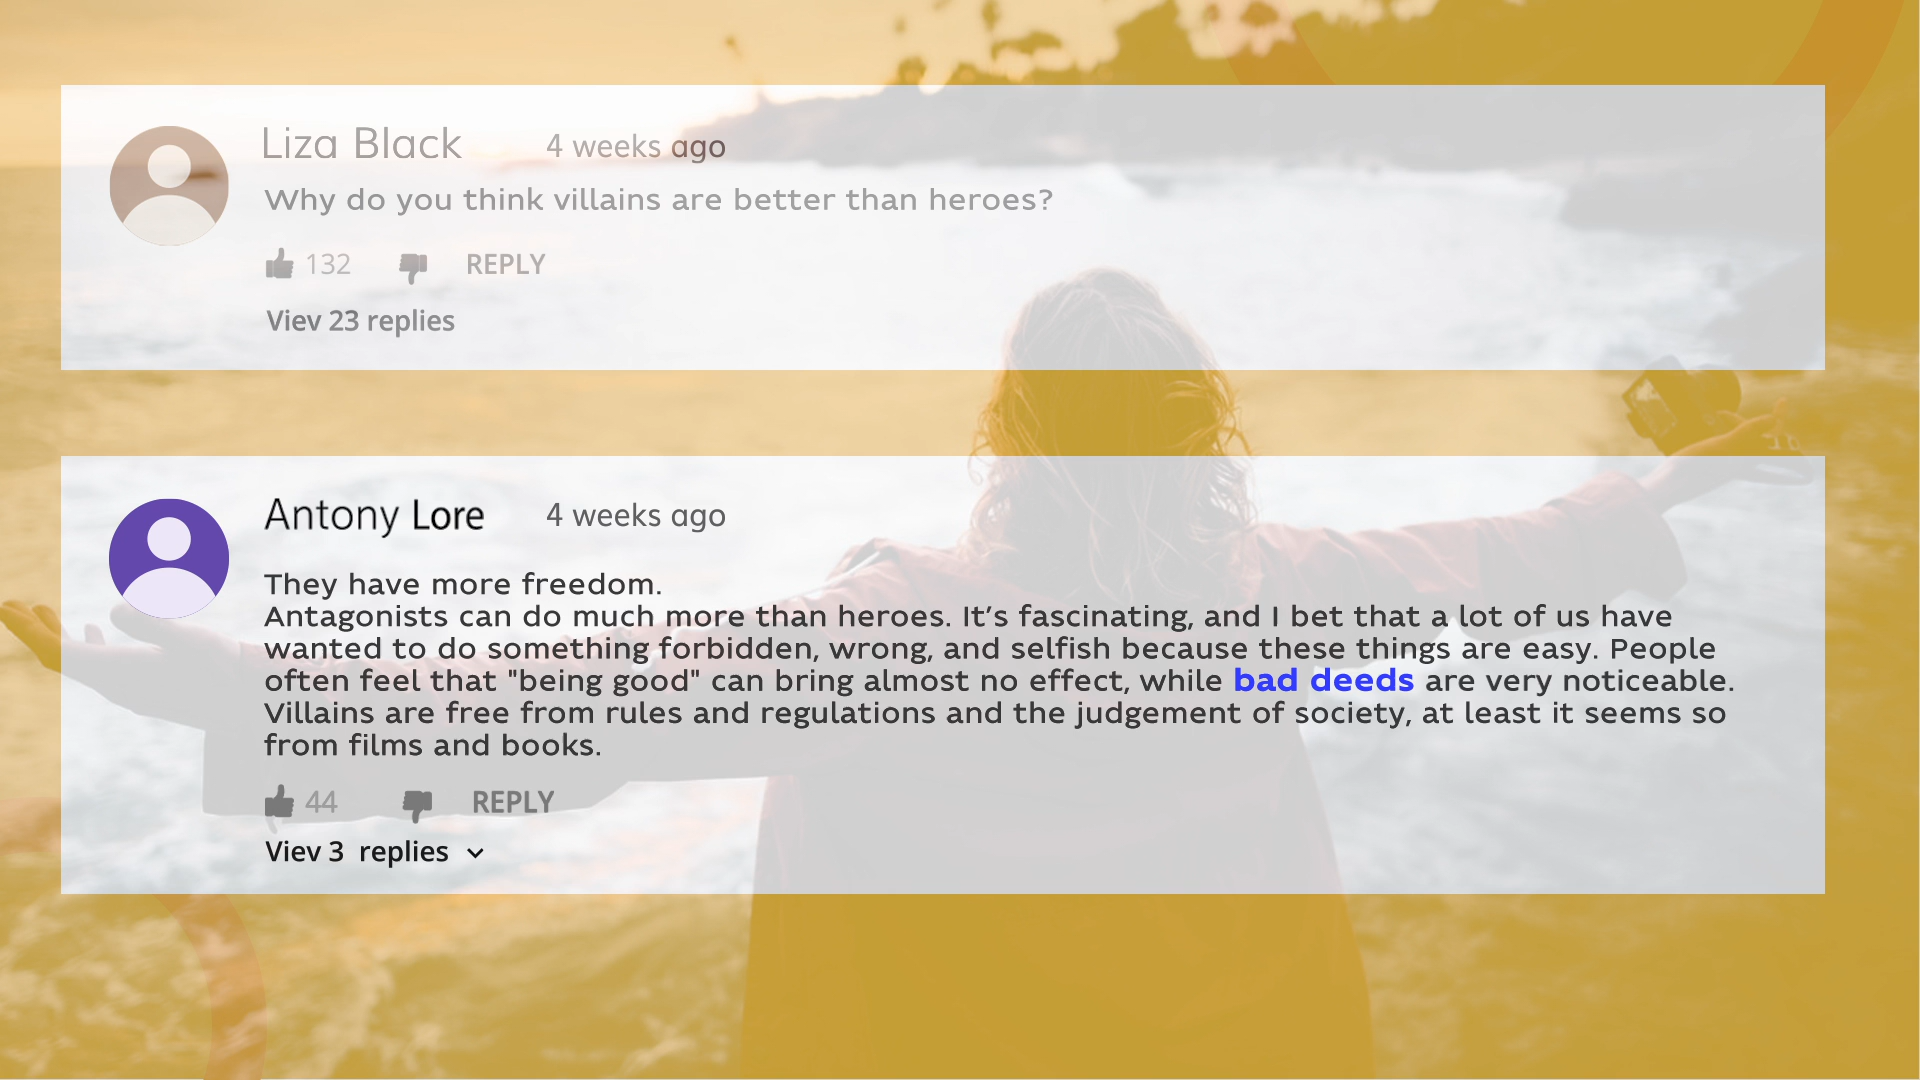 Liza Black 4 weeks ago
Why do you think villains are better than heroes?
132 REPLY
Viev 23 replies
Antony Lore 4 weeks ago
They have more freedom.
Antagonists can do much more than heroes. It’s fascinating, and I bet that a lot of us have
wanted to do something forbidden, wrong, and selfish because these things are easy. People
often feel that "being good" can bring almost no effect, while bad deeds are very noticeable.
Villains are free from rules and regulations and the judgement of society, at least it seems so
from films and books.
44 REPLY
Viev 3 replies